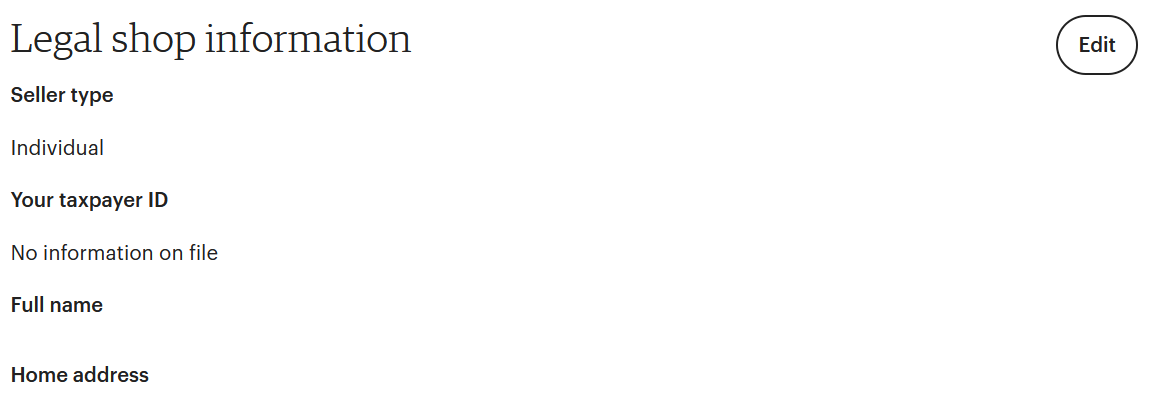 Legal shop information
Edit
Seller type
Individual
Your taxpayer ID
No information on file
Full name
Home address